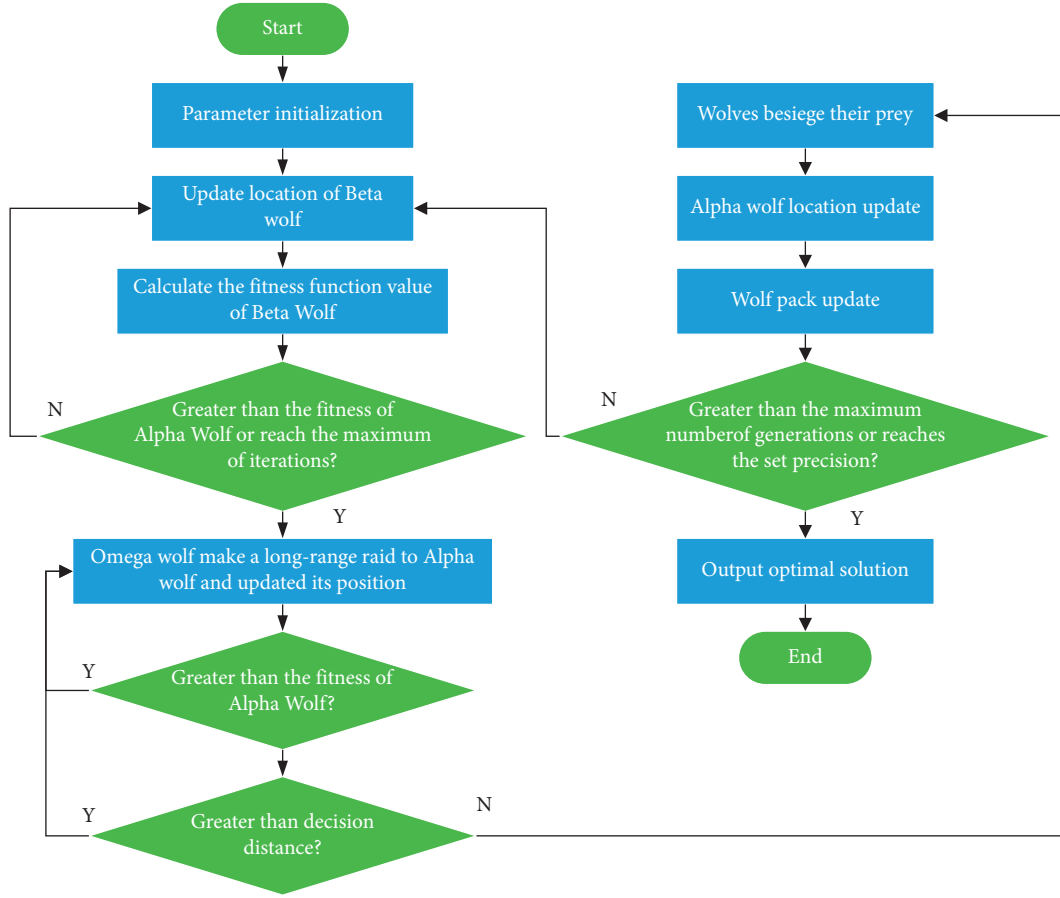 Start
Parameter initialization
Update location of Beta
wolf
Calculate the fitness function value
of Beta Wolf
N
Greater than the fitness of
Alpha Wolf or reach the maximum
of iterations?
Y
Omega wolf make a long-range raid to Alpha
wolf and updated its position
Y
Greater than the fitness of
Alpha Wolf?
Y
Greater than decision
distance?
N
Wolves besiege their prey
Alpha wolf location update
Wolf pack update
N
Greater than the maximum
numberof generations or reaches
the set precision?
Y
Output optimal solution
End